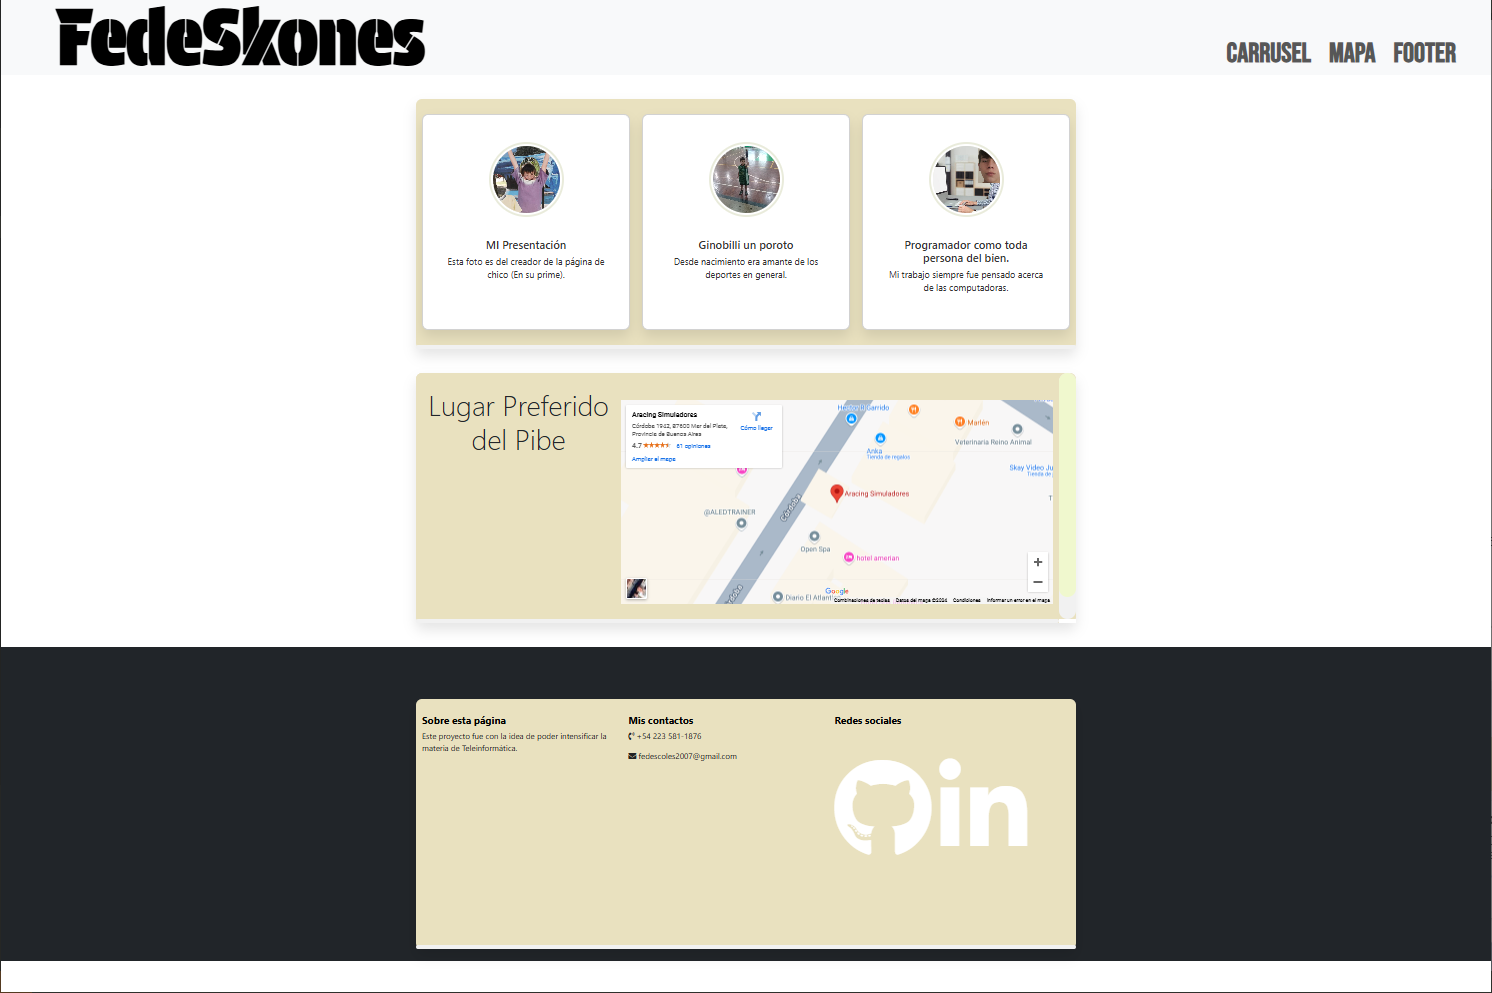 FedeSkones
CARRUSEL MAPA FOOTER
MI Presentación
Esta foto es del creador de la página de
chico (En su prime).
Ginobilli un poroto
Desde nacimiento era amante de los
deportes en general.
Programador como toda
persona del bien.
Mi trabajo siempre fue pensado acerca
de las computadoras.
Lugar Preferido
del Pibe
Aracing Simuladores
Córdoba 1942, B7600 Mar del Plata,
Provincia de Buenos Aires
4.7 61 opiniones
Ampliar el mapa
Cómo llegar
Garrido
Marlén
Veterinaria Reino Animal
Anka
Tienda de regalos
Skay Video Ju
Tienda de
Aracing Simuladores
@ALEDTRAINER
Córdoba
Open Spa
hotel amerian
Diario El Atlánt
Córdoba
Google
Combinaciones de teclas Datos del mapa ©2024 Condiciones Informar un error en el mapa
Sobre esta página
Este proyecto fue con la idea de poder intensificar la
materia de Teleinformática.
Mis contactos
+54 223 581-1876
fedescoles2007@gmail.com
Redes sociales
in